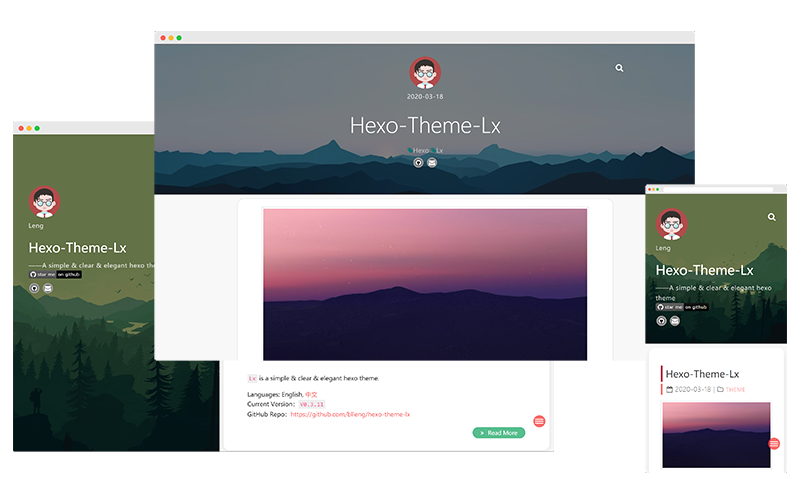 2020-03-18
Hexo-Theme-Lx
Hexo Lx
Leng
Hexo-Theme-Lx
——A simple & clear & elegant hexo th
star me on github
Lx is a simple & clear & elegant hexo theme.
Languages: English, 中文
Current Version: V0.3.11
GitHub Repo: https://github.com/blleng/hexo-theme-lx
» Read More
Leng
Hexo-Theme-Lx
——A simple & clear & elegant hexo
theme
star me on github
Hexo-Theme-Lx
2020-03-18 | THEME